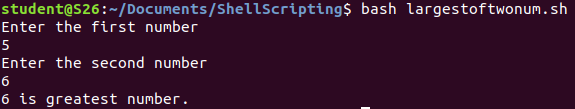 student@S26:~/Documents/ShellScripting$ bash largestoftwonum.sh
Enter the first number
5
Enter the second number
6
6 is greatest number.